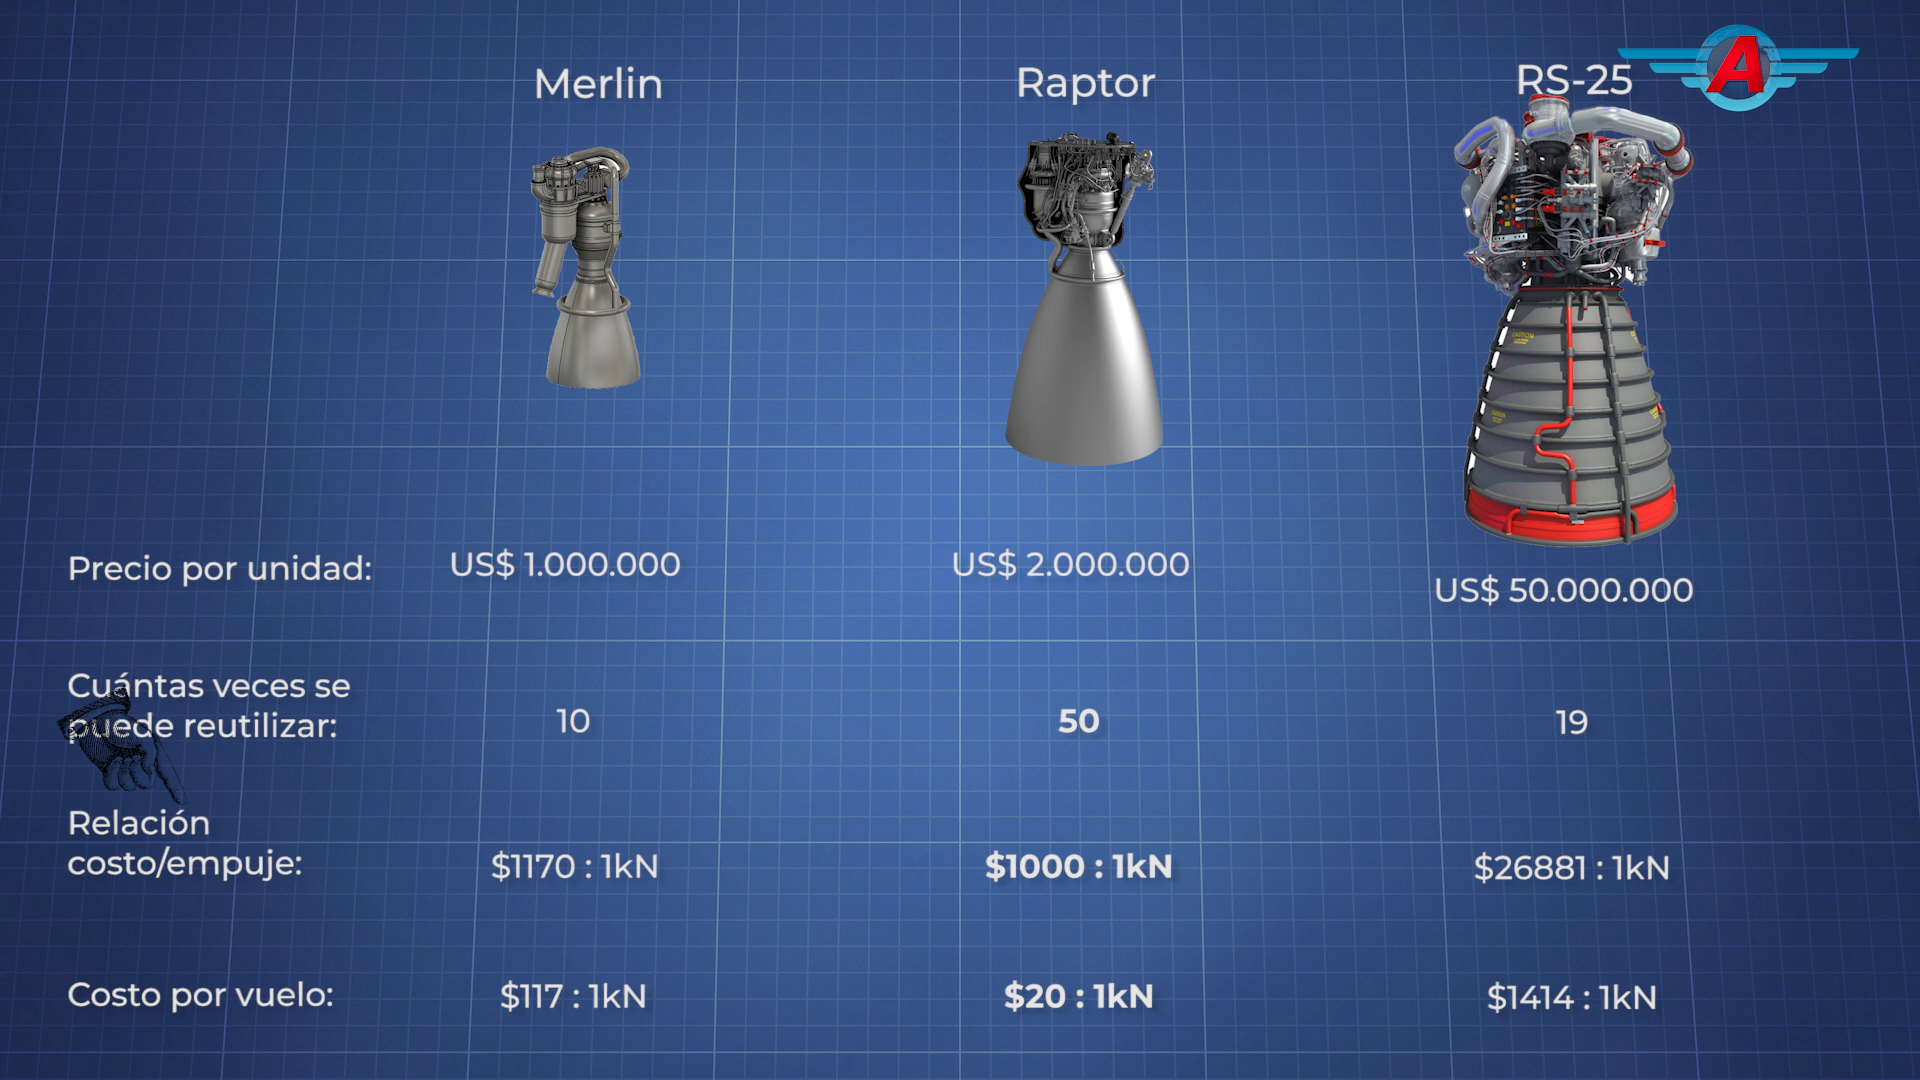 Merlin
Raptor
RS-25
A
CAUTION
CAUTION
Precio por unidad:
US$ 1.000.000
US$ 2.000.000
US$ 50.000.000
Cuántas veces se
puede reutilizar:
10
50
19
Relación
costo/empuje:
$1170 : 1kN
$1000 : 1kN
$26881 : 1kN
Costo por vuelo:
$117 : 1kN
$20 : 1kN
$1414 : 1kN